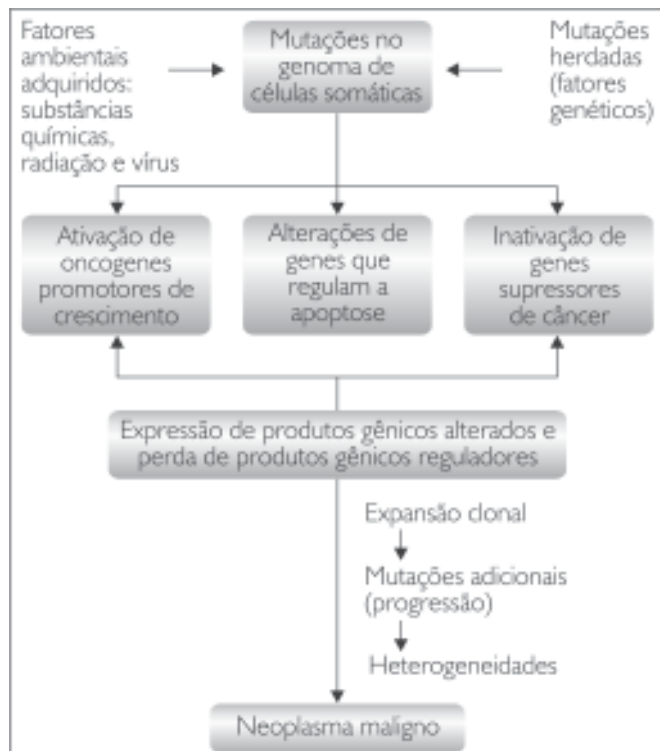 Fatores
ambientais
adquiridos:
substâncias
químicas,
radiação e vírus
Mutações no
genoma de
células somáticas
Mutações
herdadas
(fatores
genéticos)
Ativação de
oncogenes
promotores de
crescimento
Alterações de
genes que
regulam a
apoptose
Inativação de
genes
supressores
de câncer
Expressão de produtos gênicos alterados e
perda de produtos gênicos reguladores
Expansão clonal
Mutações adicionais
(progressão)
Heterogeneidades
Neoplasma maligno